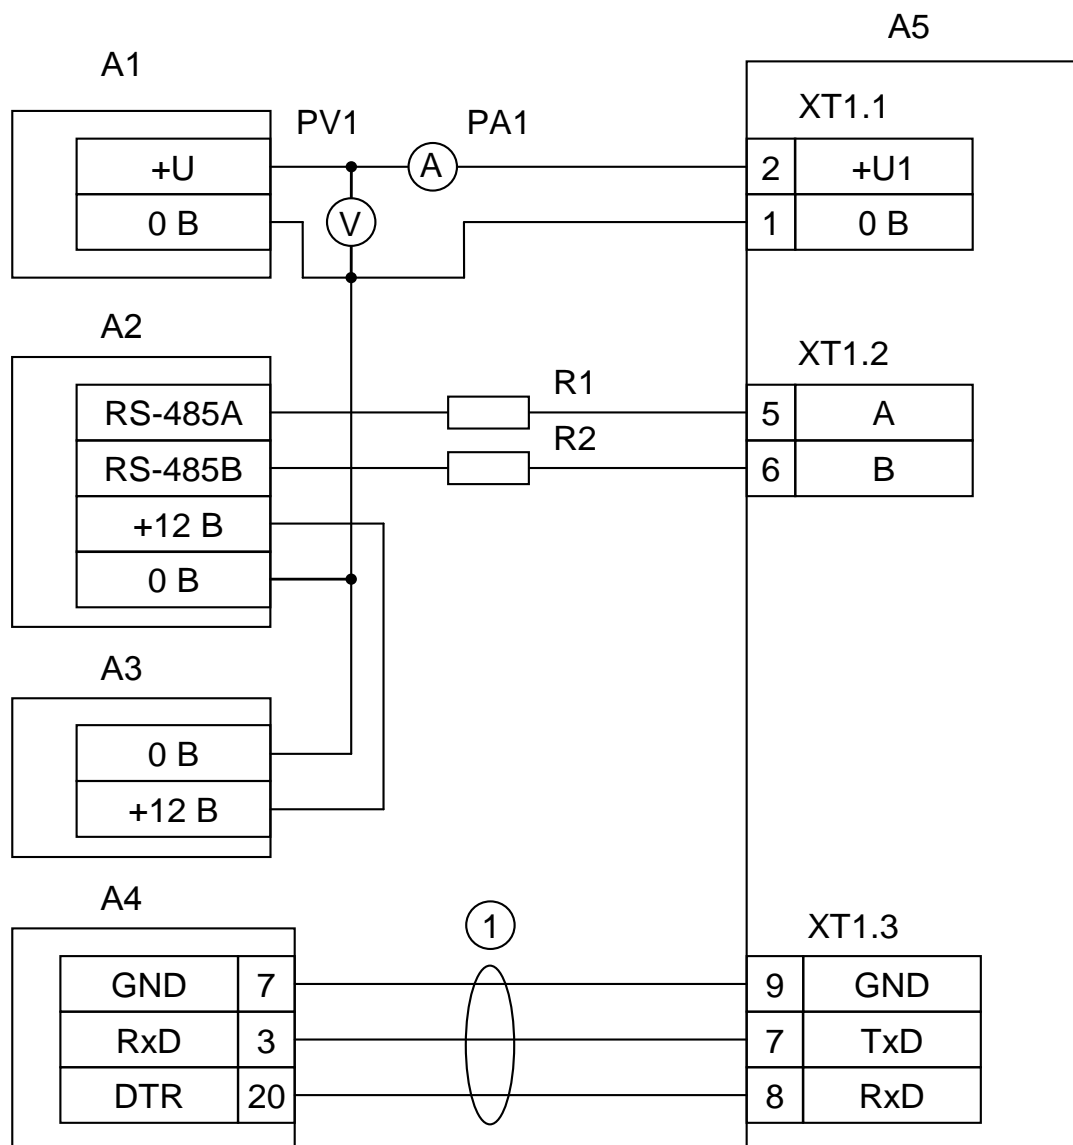 A5
A1
PV1 PA1 XT1.1
+U 2 +U1
0 В 1 0 В
A
V
A2
XT1.2
R1
RS-485A 5 A
R2
RS-485B 6 B
+12 В
0 В
A3
0 В
+12 В
A4
1
XT1.3
GND 7 9 GND
RxD 3 7 TxD
DTR 20 8 RxD